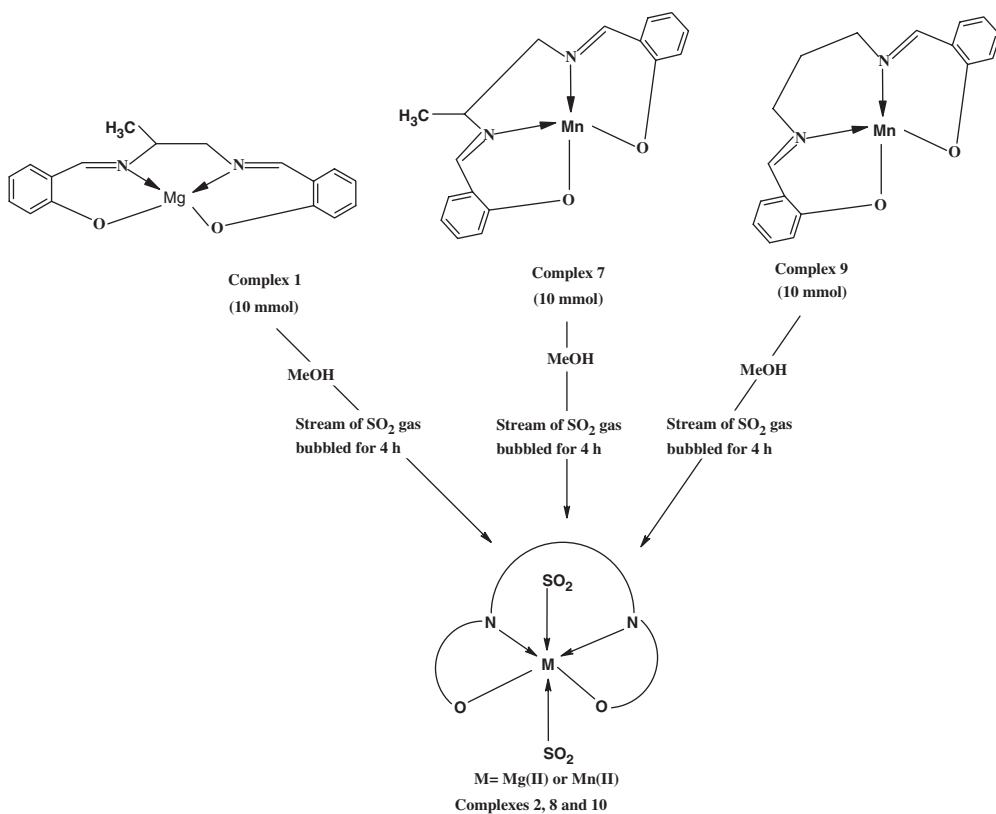 H₃C
N
N
Mg
O
O
Complex 1
(10 mmol)
N
H₃C
N
Mn
O
O
Complex 7
(10 mmol)
N
N
Mn
O
O
Complex 9
(10 mmol)
MeOH
Stream of SO₂ gas
bubbled for 4 h
MeOH
Stream of SO₂ gas
bubbled for 4 h
MeOH
Stream of SO₂ gas
bubbled for 4 h
SO₂
N
N
M
O
O
SO₂
M= Mg(II) or Mn(II)
Complexes 2, 8 and 10